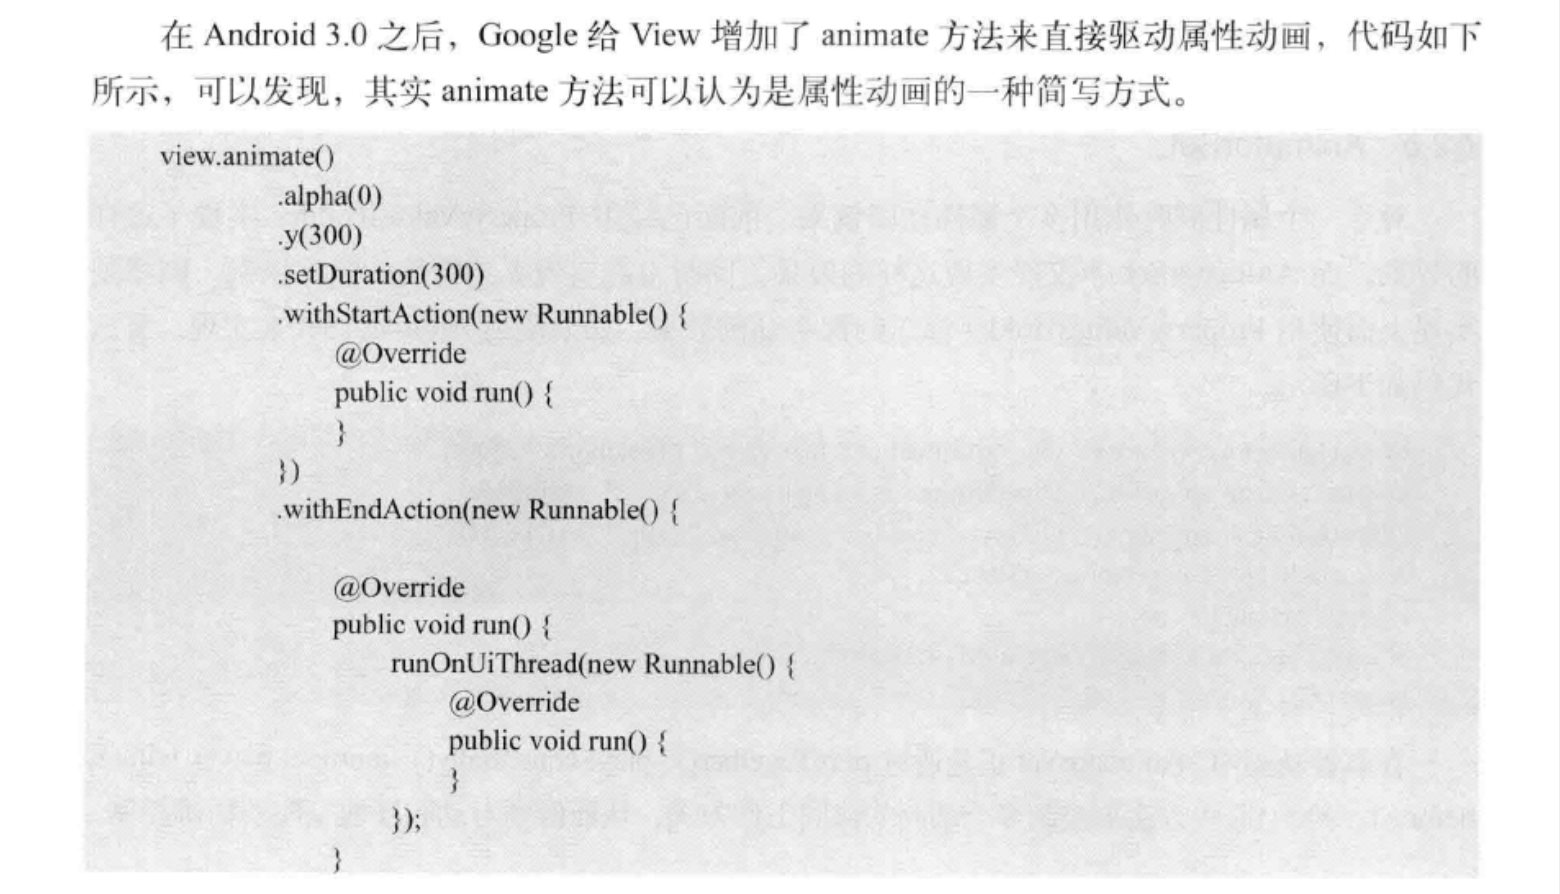 在 Android 3.0 之后，Google 给 View 增加了 animate 方法来直接驱动属性动画，代码如下
所示，可以发现，其实 animate 方法可以认为是属性动画的一种简写方式。
view.animate()
.alpha(0)
.y(300)
.setDuration(300)
.withStartAction(new Runnable() {
@Override
public void run() {
}
})
.withEndAction(new Runnable() {
@Override
public void run() {
runOnUiThread(new Runnable() {
@Override
public void run() {
}
});
}